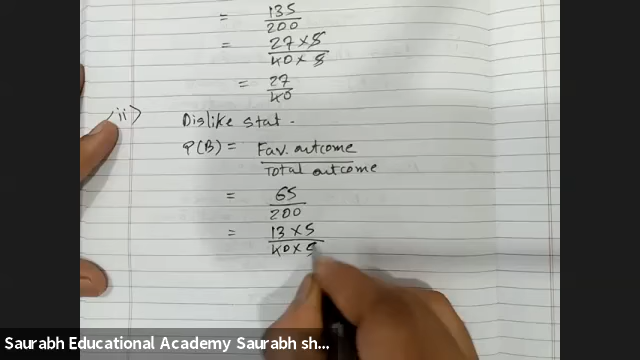 = 135/200
= 27 × 5/40 × 5
= 27/40
ii) Dislike stat.
P(B) = Fav. outcome/Total outcome
= 65/200
= 13 × 5/40 × 5
Saurabh Educational Academy Saurabh sh...